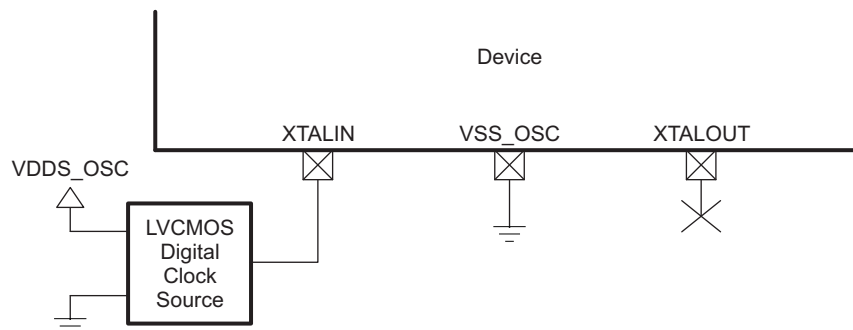 Device
XTALIN
VSS_OSC
XTALOUT
VDDS_OSC
LVCMOS
Digital
Clock
Source